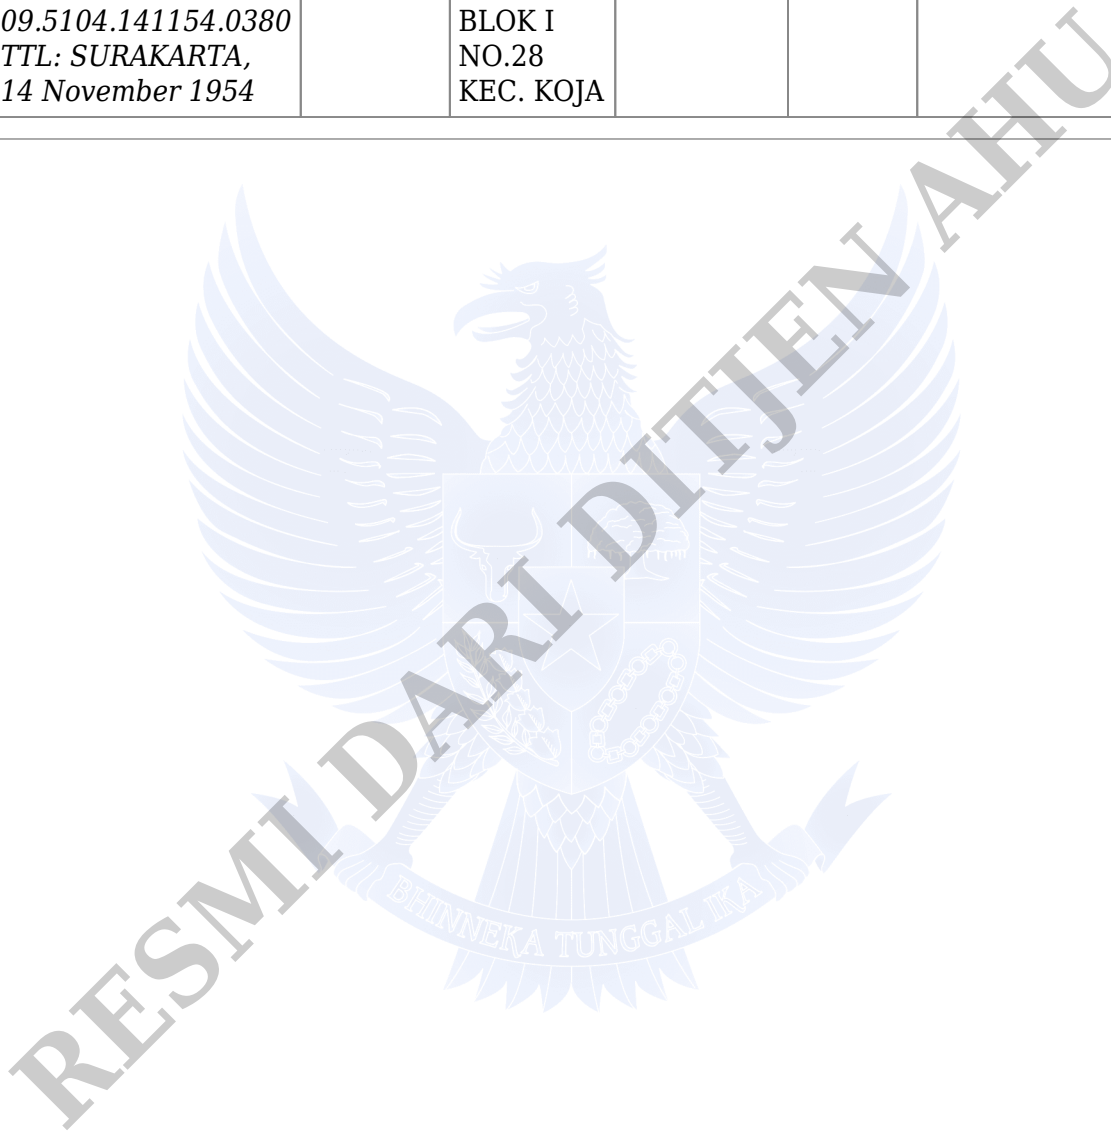 09.5104.141154.0380
TTL: SURAKARTA,
14 November 1954
BLOK I
NO.28
KEC. KOJA
RESMI DARI DITJEN AHU
BHINNEKA TUNGGAL IKA